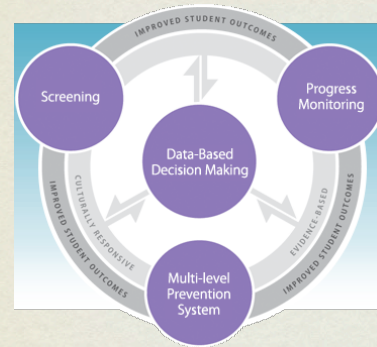 IMPROVED STUDENT OUTCOMES
Screening
Progress
Monitoring
Data-Based
Decision Making
CULTURALLY RESPONSIVE
EVIDENCE-BASED
IMPROVED STUDENT OUTCOMES
IMPROVED STUDENT OUTCOMES
Multi-level
Prevention
System